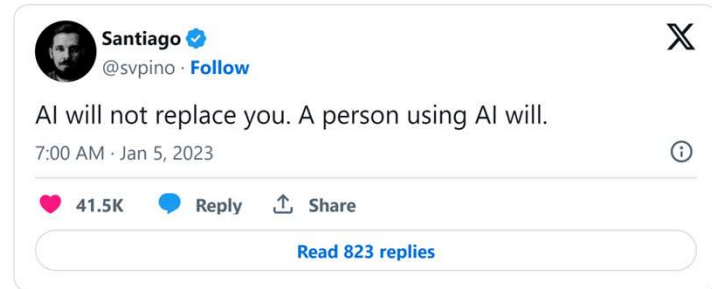 Santiago
@svpino · Follow
AI will not replace you. A person using AI will.
7:00 AM · Jan 5, 2023
41.5K Reply Share
Read 823 replies